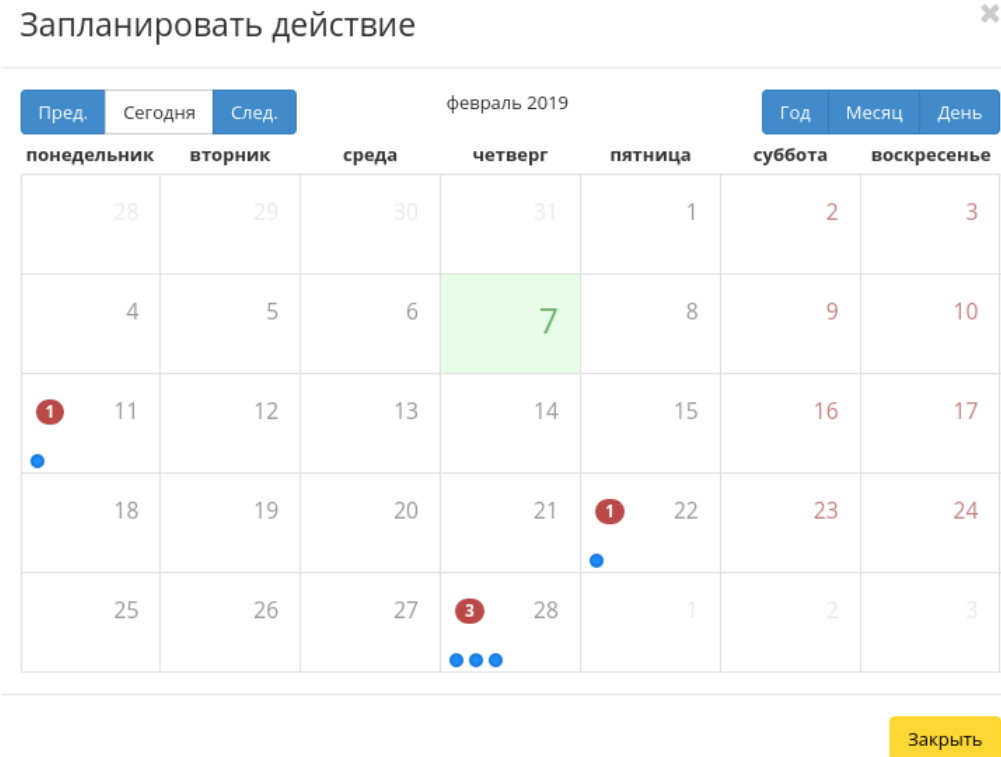 Запланировать действие ×
Пред. Сегодня След. февраль 2019 Год Месяц День
понедельник вторник среда четверг пятница суббота воскресенье
28 29 30 31 1 2 3
4 5 6 7 8 9 10
1 11 12 13 14 15 16 17
18 19 20 21 1 22 23 24
25 26 27 3 28 1 2 3
Закрыть